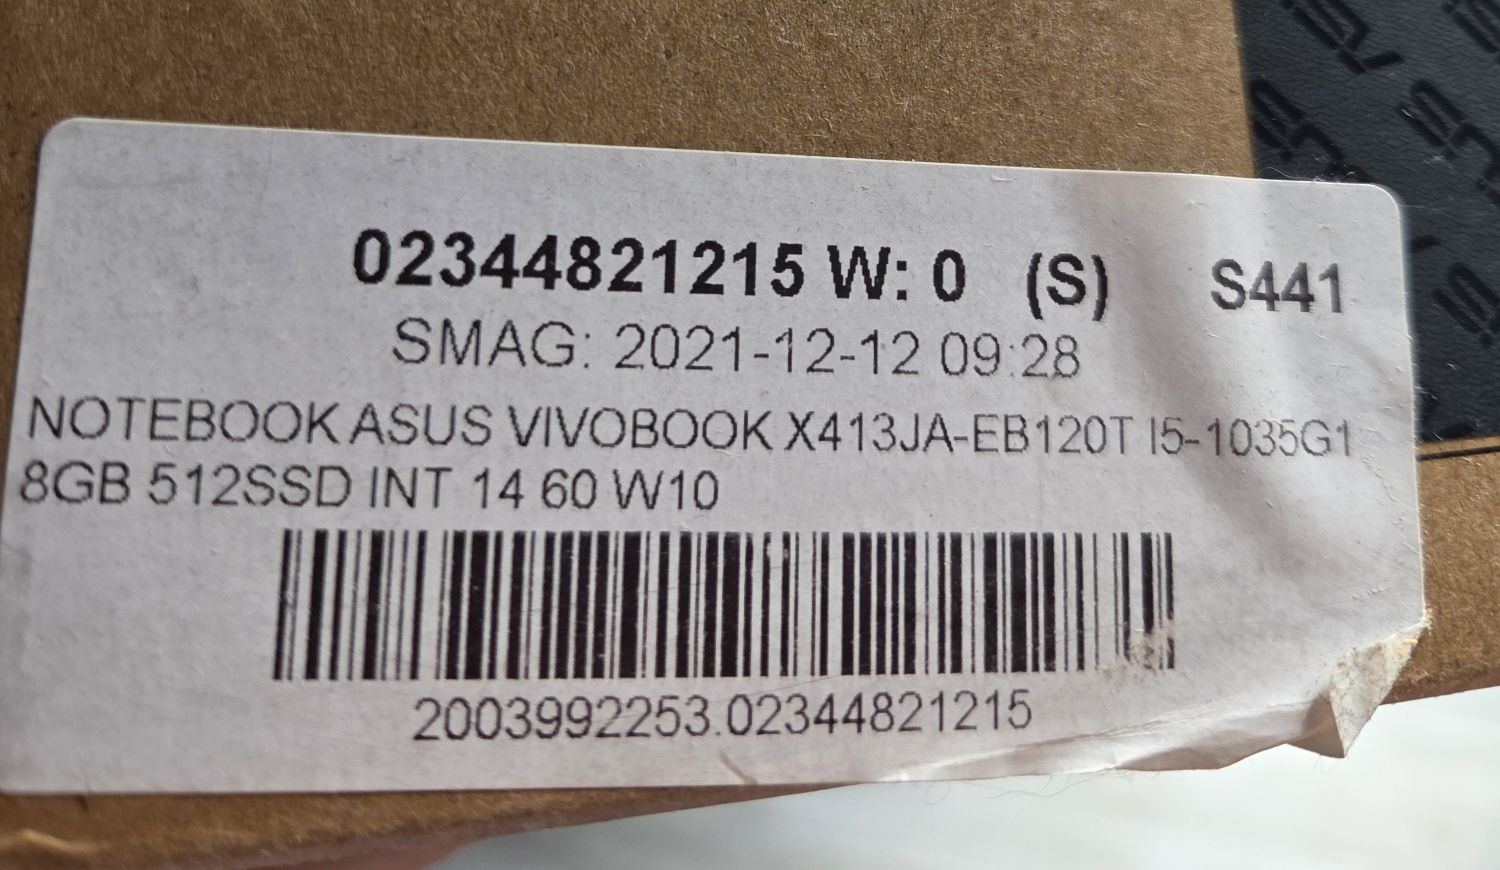 02344821215 W: 0 (S) S441
SMAG: 2021-12-12 09:28
NOTEBOOK ASUS VIVOBOOK X413JA-EB120T I5-1035G1
8GB 512SSD INT 14 60 W10
2003992253.02344821215